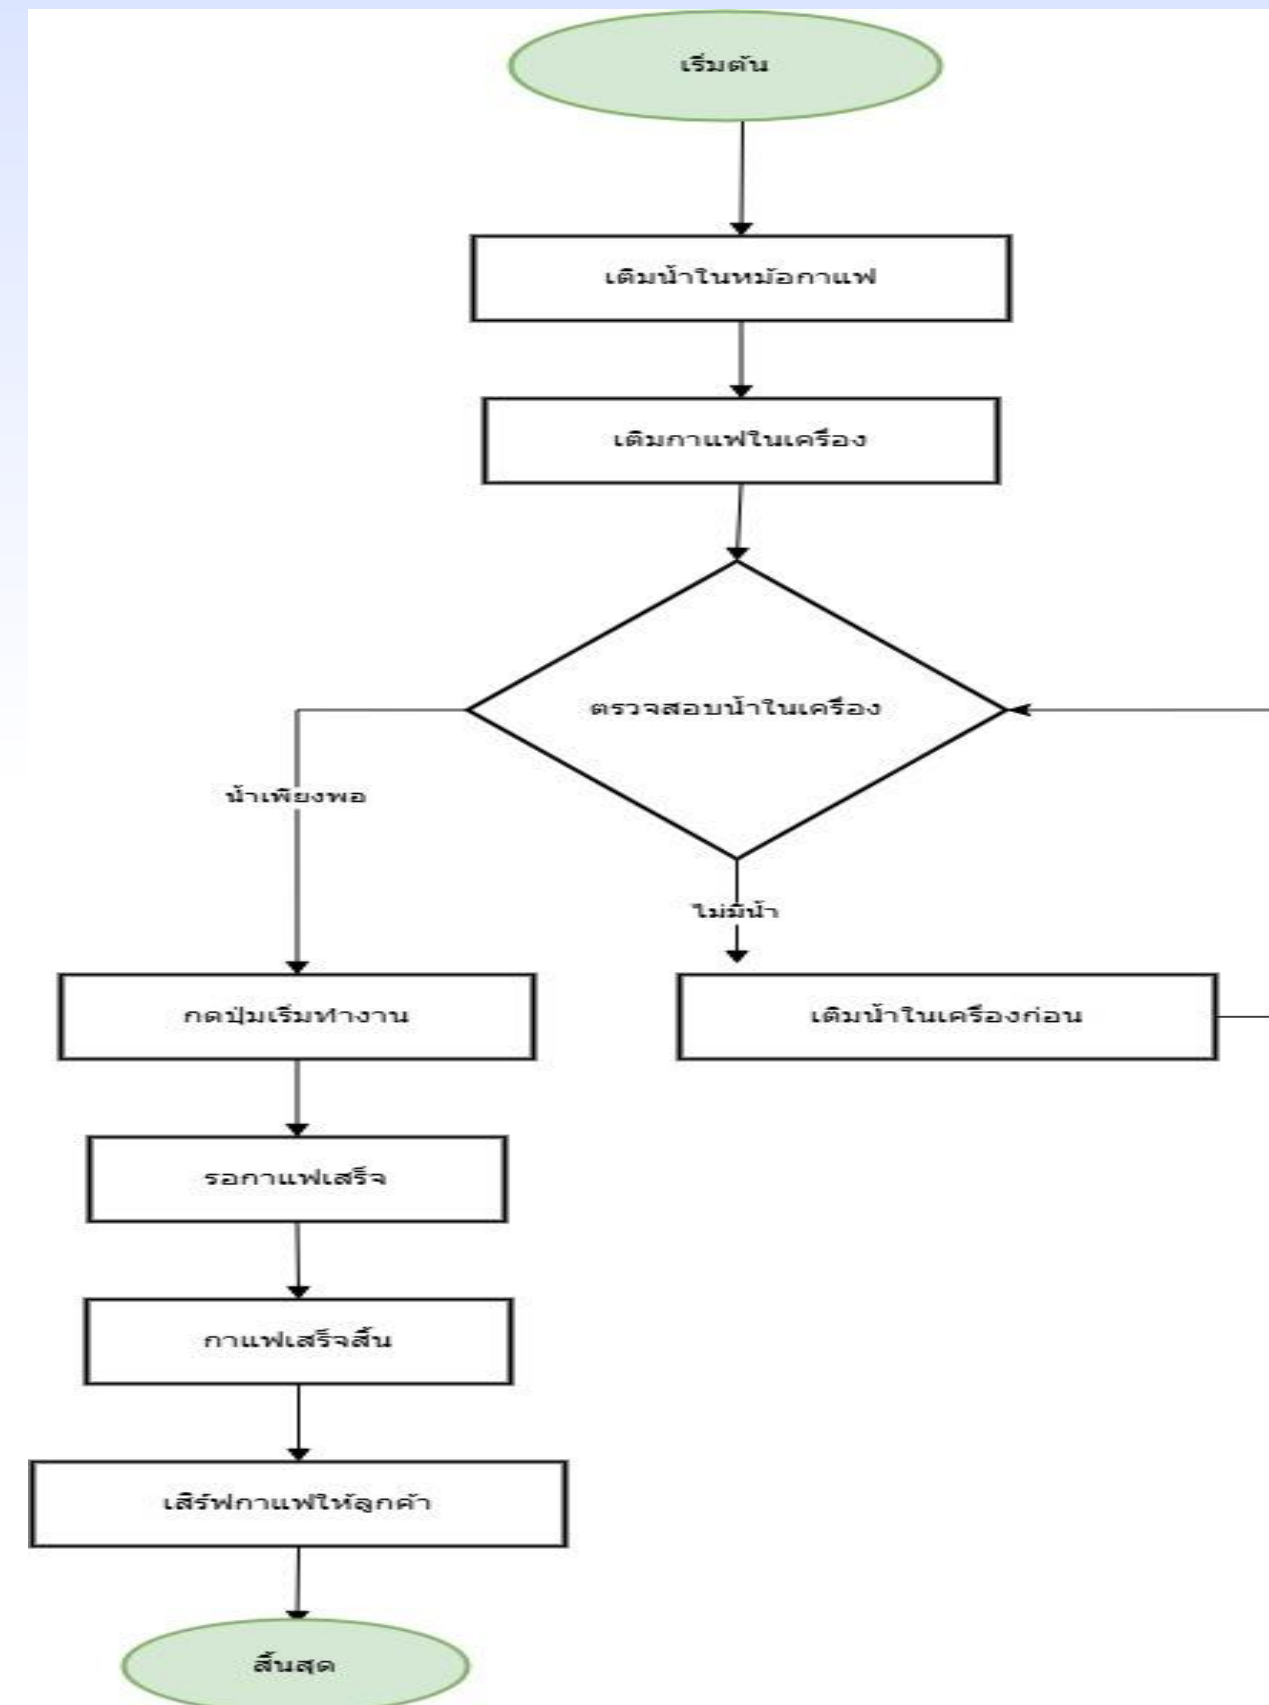 เริ่มต้น
เติมน้ำในหม้อกาแฟ
เติมกาแฟในเครื่อง
ตรวจสอบน้ำในเครื่อง
น้ำเพียงพอ
ไม่มีน้ำ
กดปุ่มเริ่มทำงาน
เติมน้ำในเครื่องก่อน
รอกาแฟเสร็จ
กาแฟเสร็จสิ้น
เสิร์ฟกาแฟให้ลูกค้า
สิ้นสุด